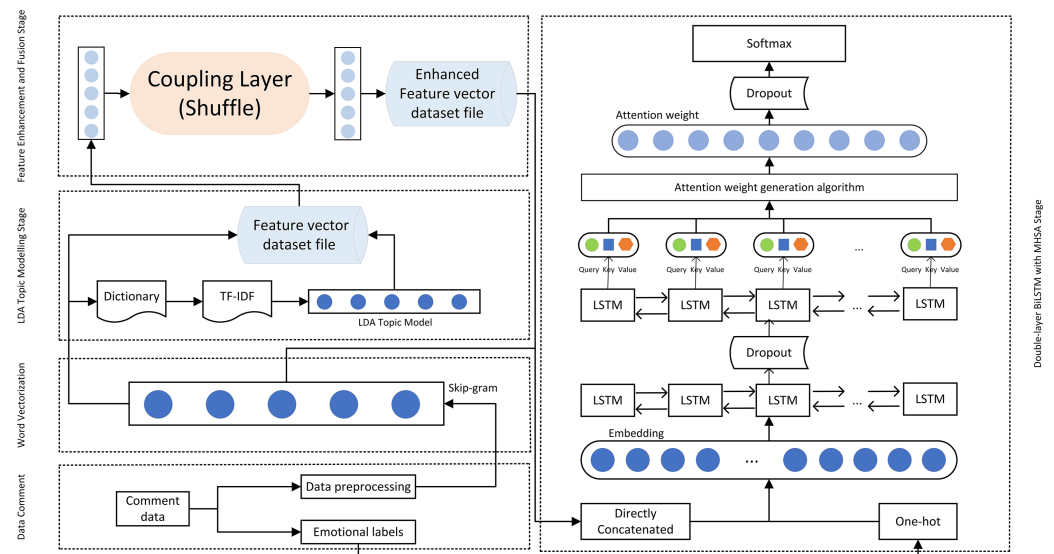 Feature Enhancement and Fusion Stage
Coupling Layer
(Shuffle)
Enhanced
Feature vector
dataset file
LDA Topic Modelling Stage
Feature vector
dataset file
Dictionary
TF-IDF
LDA Topic Model
Word Vectorization
Skip-gram
Data Comment
Comment
data
Data preprocessing
Emotional labels
Double-layer BiLSTM with MHSA Stage
Softmax
Dropout
Attention weight
Attention weight generation algorithm
...
Query Key Value
Query Key Value
Query Key Value
Query Key Value
LSTM
LSTM
LSTM
...
LSTM
Dropout
LSTM
LSTM
LSTM
...
LSTM
Embedding
...
Directly
Concatenated
One-hot